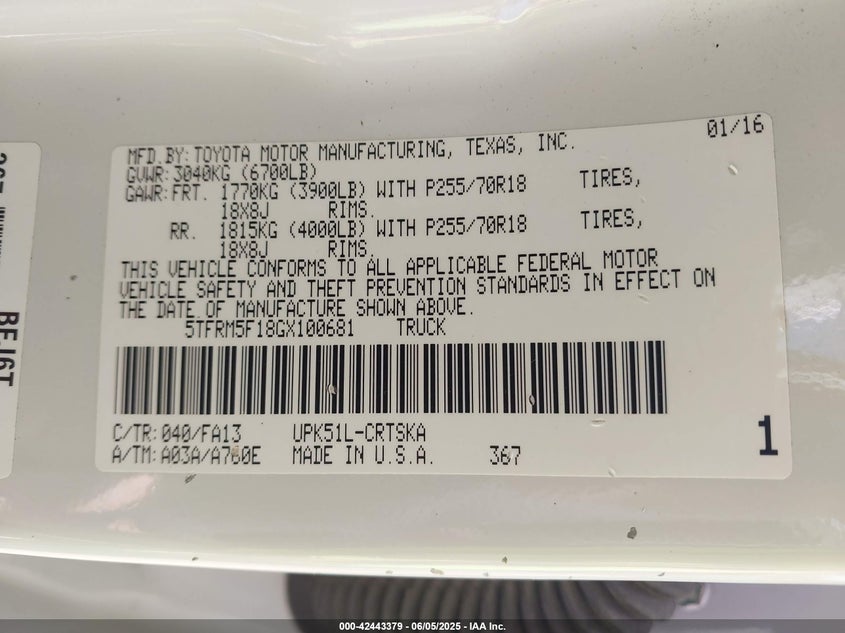 01/16
MFD.BY:TOYOTA MOTOR MANUFACTURING, TEXAS, INC.
GVWR:3040KG (6700LB)
GAWR:FRT. 1770KG (3900LB) WITH P255/70R18 TIRES,
18X8J RIMS.
RR. 1815KG (4000LB) WITH P255/70R18 TIRES,
18X8J RIMS.
THIS VEHICLE CONFORMS TO ALL APPLICABLE FEDERAL MOTOR
VEHICLE SAFETY AND THEFT PREVENTION STANDARDS IN EFFECT ON
THE DATE OF MANUFACTURE SHOWN ABOVE.
5TFRM5F18GX100681 TRUCK
C/TR:040/FA13 UPK51L-CRTSKA
A/TM:A03A/A760E MADE IN U.S.A. 367
1
000-42443379 - 06/05/2025 - IAA Inc.